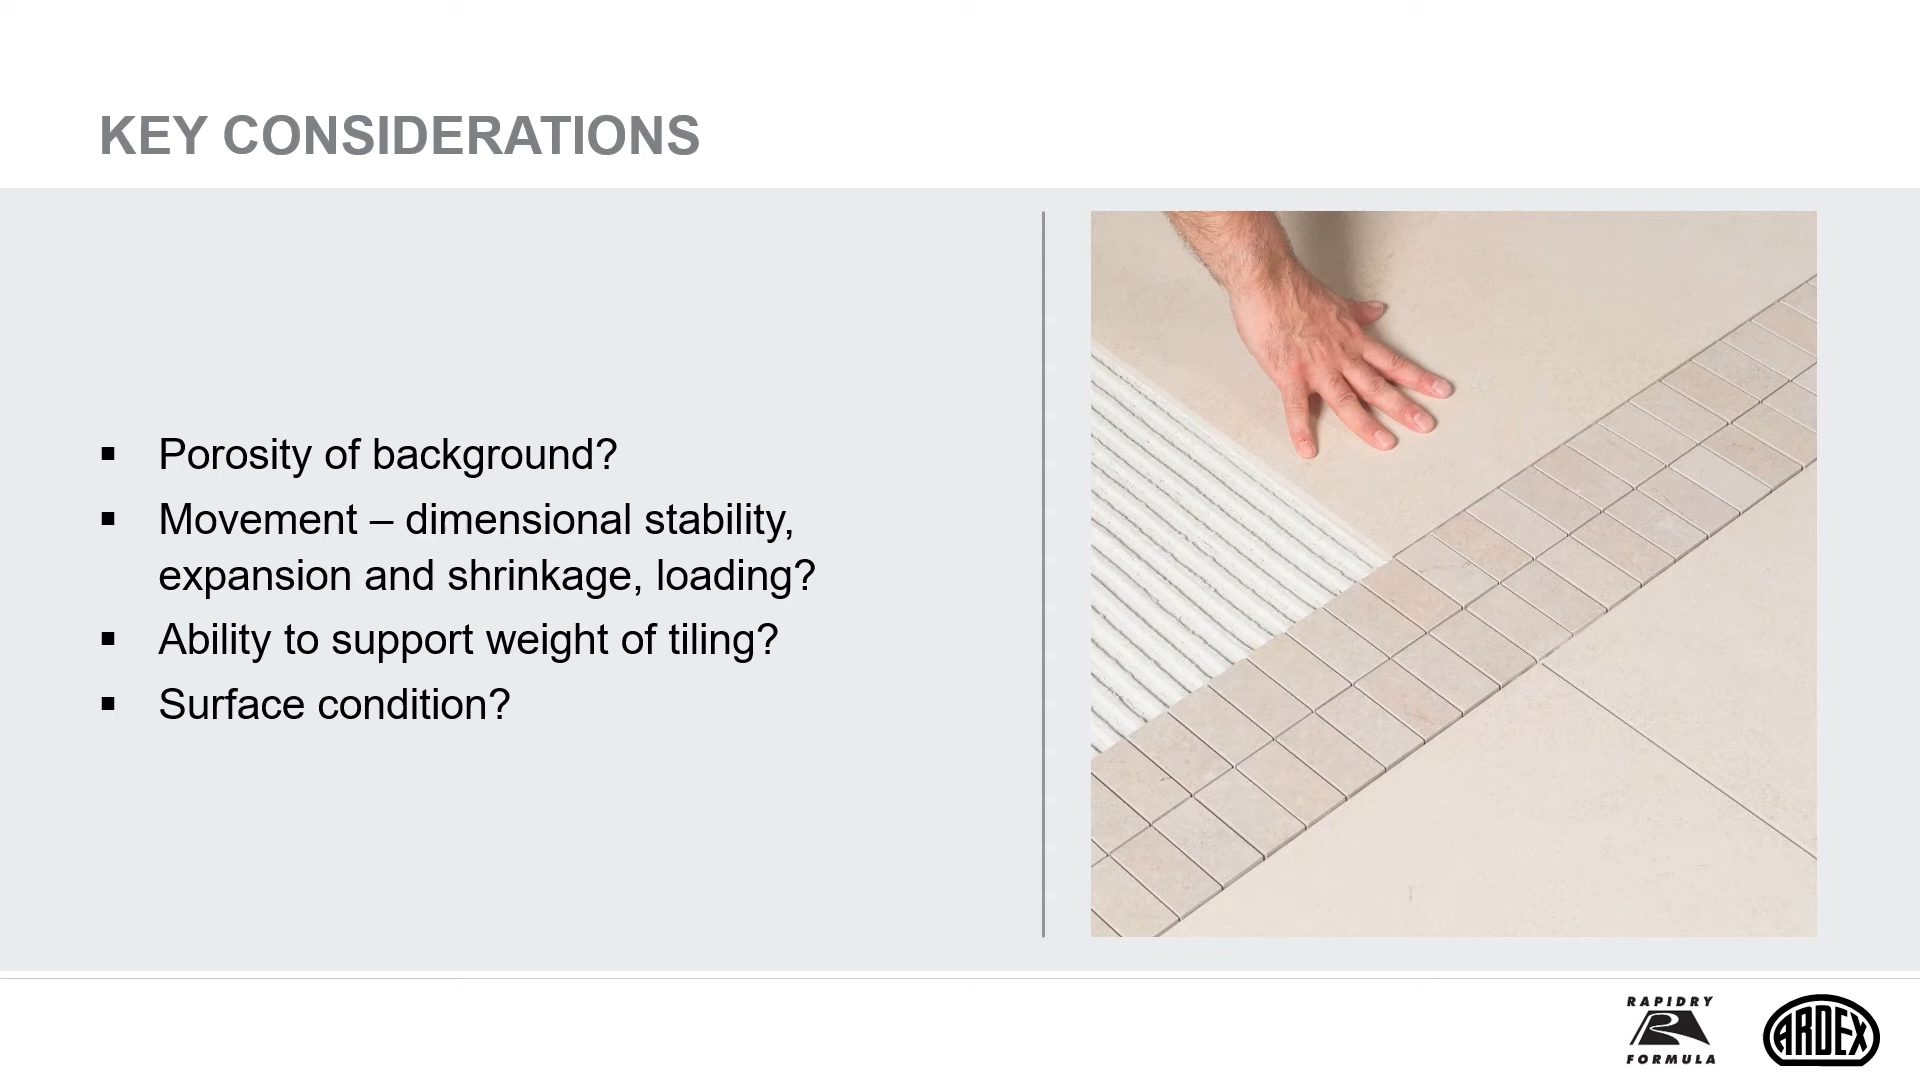 KEY CONSIDERATIONS
▪ Porosity of background?
▪ Movement – dimensional stability,
expansion and shrinkage, loading?
▪ Ability to support weight of tiling?
▪ Surface condition?
RAPIDRY
R
FORMULA
ARDEX